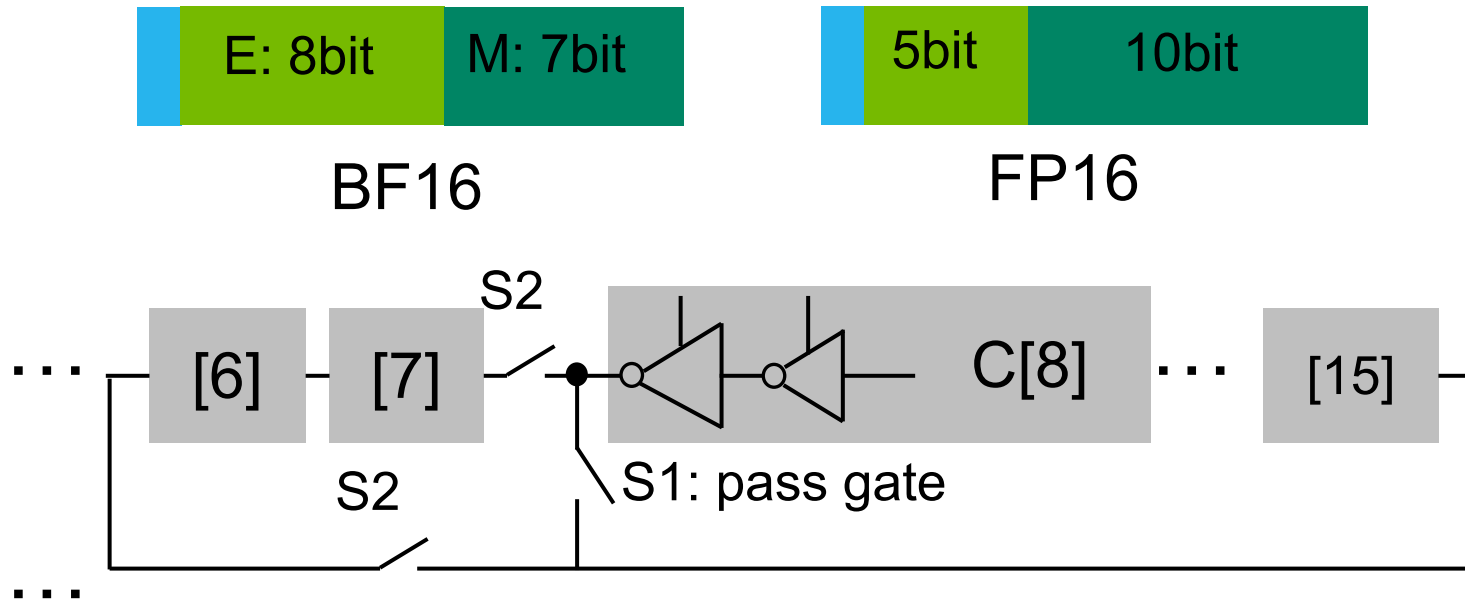 E: 8bit
M: 7bit
5bit
10bit
BF16
FP16
S2
...
[6]
[7]
C[8]
...
[15]
S2
S1: pass gate
...